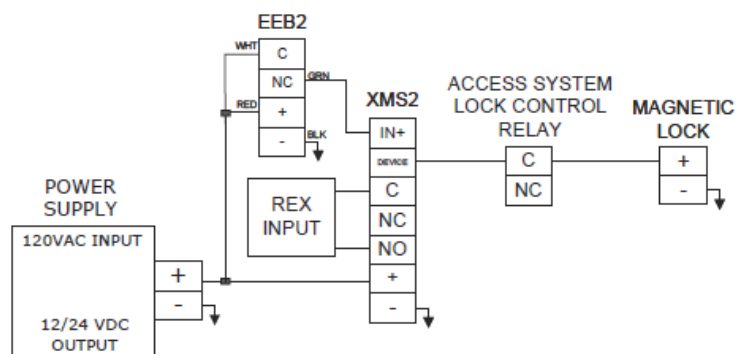 EEB2
WHT
C
NC
GRN
RED
+
-
BLK
XMS2
IN+
DEVICE
C
NC
NO
+
-
REX
INPUT
ACCESS SYSTEM
LOCK CONTROL
RELAY
C
NC
MAGNETIC
LOCK
+
-
POWER
SUPPLY
120VAC INPUT
12/24 VDC
OUTPUT
+
-